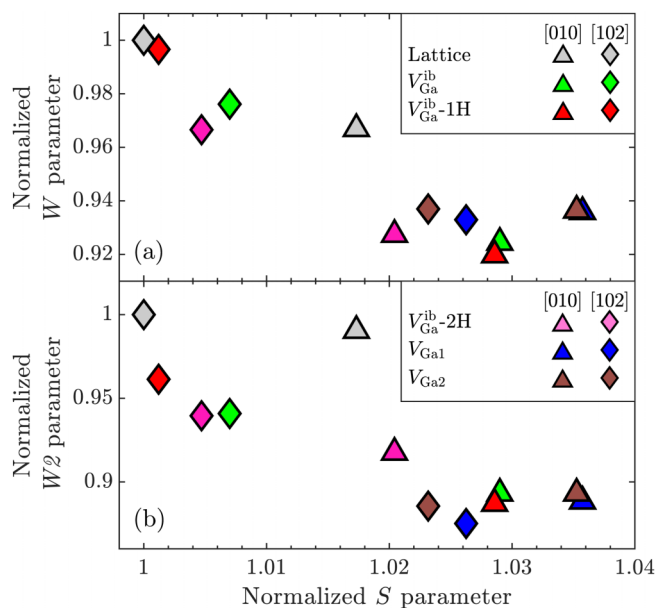 1
0.98
0.96
0.94
0.92
Normalized
W parameter
(a)
[010] [102]
Lattice
V_Ga^ib
V_Ga^ib-1H
1
0.95
0.9
Normalized
W2 parameter
(b)
[010] [102]
V_Ga^ib-2H
V_Ga1
V_Ga2
1 1.01 1.02 1.03 1.04
Normalized S parameter